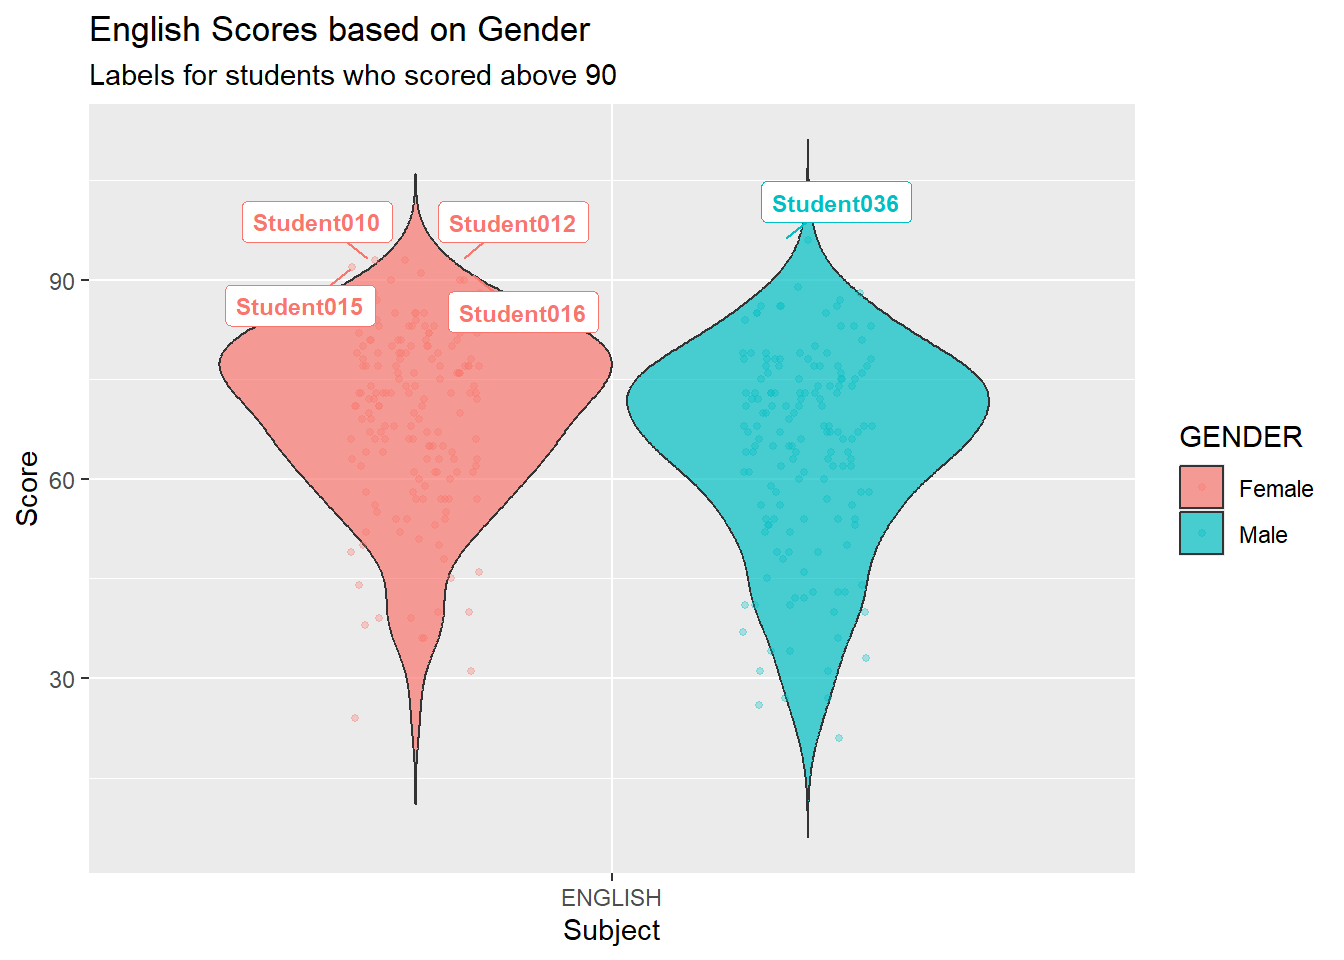 English Scores based on Gender
Labels for students who scored above 90
Student010
Student012
Student036
Student015
Student016
90
60
30
Score
ENGLISH
Subject
GENDER
Female
Male